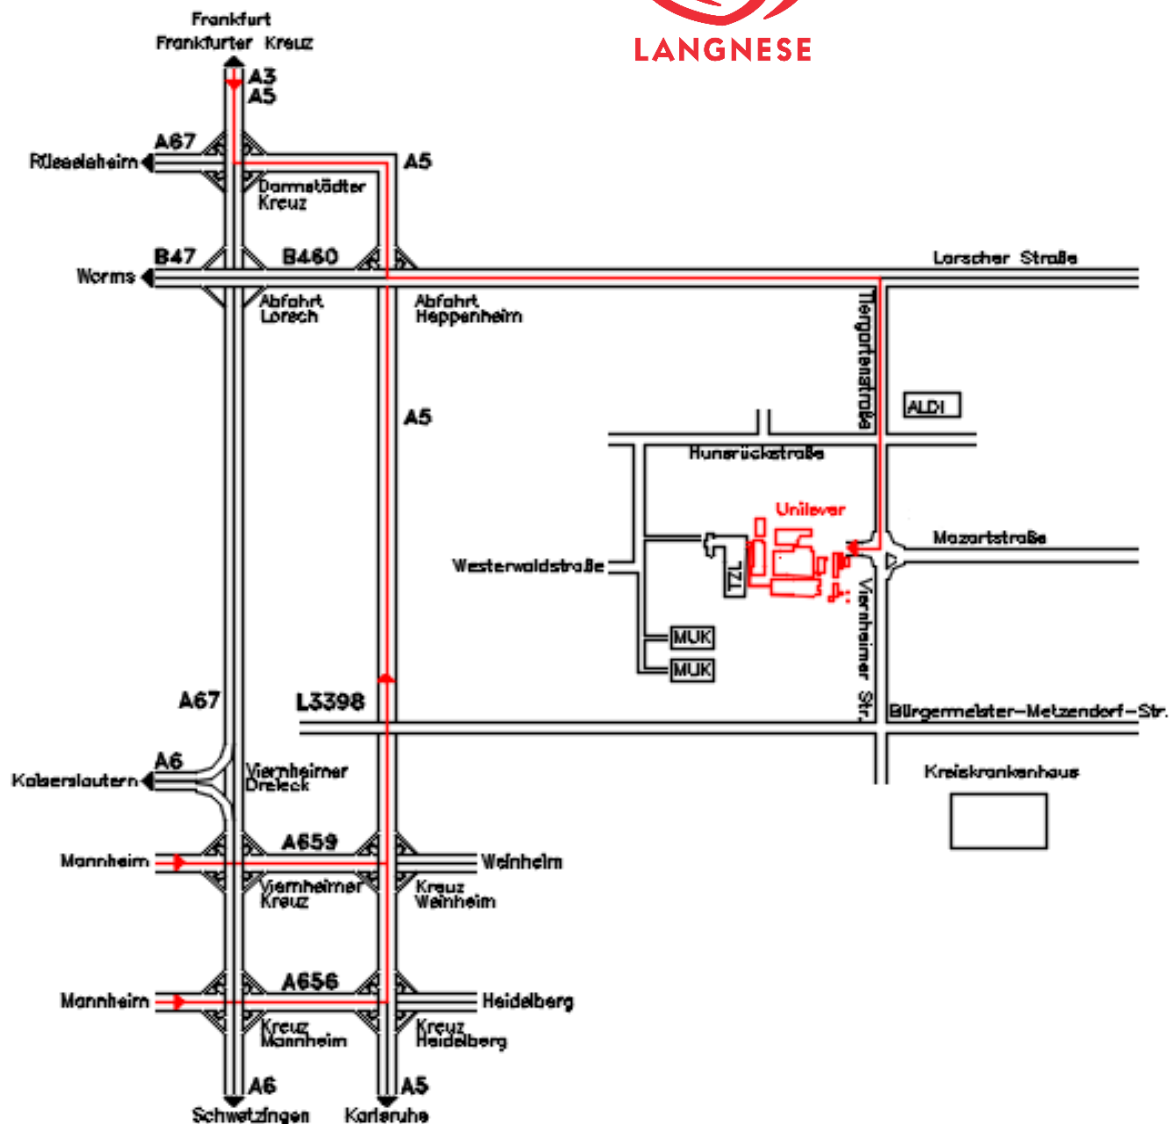 LANGNESE
Frankfurt
Frankfurter Kreuz
A3
A5
A67
Rüsselsheim
A5
Darmstädter
Kreuz
B47
B460
Worms
Lorscher Straße
Abfahrt
Lorsch
Abfahrt
Heppenheim
Tiergartenstraße
A5
ALDI
Hunsrückstraße
Unilever
Mozartstraße
Westerwaldstraße
TZL
Viernheimer Str.
MUK
MUK
A67
L3398
Bürgermeister-Metzendorf-Str.
A6
Kaiserslautern
Viernheimer
Dreieck
Kreiskrankenhaus
A659
Mannheim
Weinheim
Viernheimer
Kreuz
Kreuz
Weinheim
A656
Mannheim
Heidelberg
Kreuz
Mannheim
Kreuz
Heidelberg
A6
A5
Schwetzingen
Karlsruhe